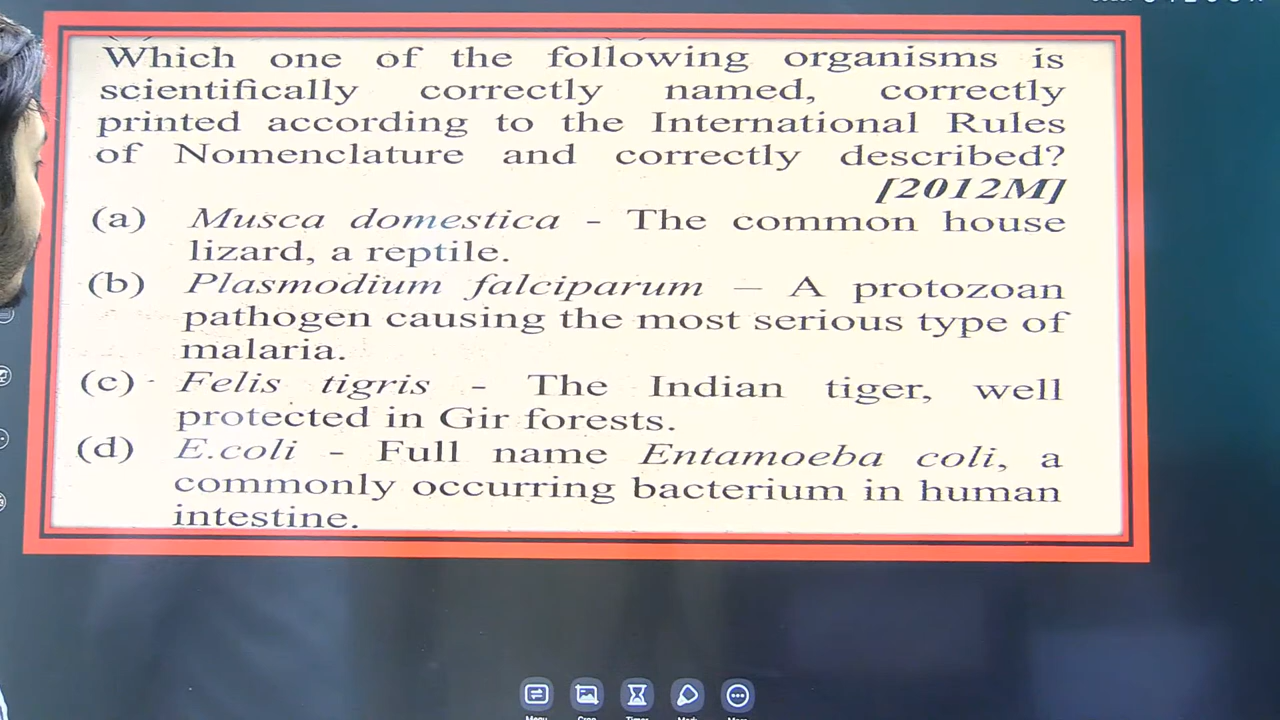 Which one of the following organisms is
scientifically correctly named, correctly
printed according to the International Rules
of Nomenclature and correctly described?
[2012M]
(a) Musca domestica - The common house
lizard, a reptile.
(b) Plasmodium falciparum – A protozoan
pathogen causing the most serious type of
malaria.
(c) Felis tigris - The Indian tiger, well
protected in Gir forests.
(d) E.coli - Full name Entamoeba coli, a
commonly occurring bacterium in human
intestine.